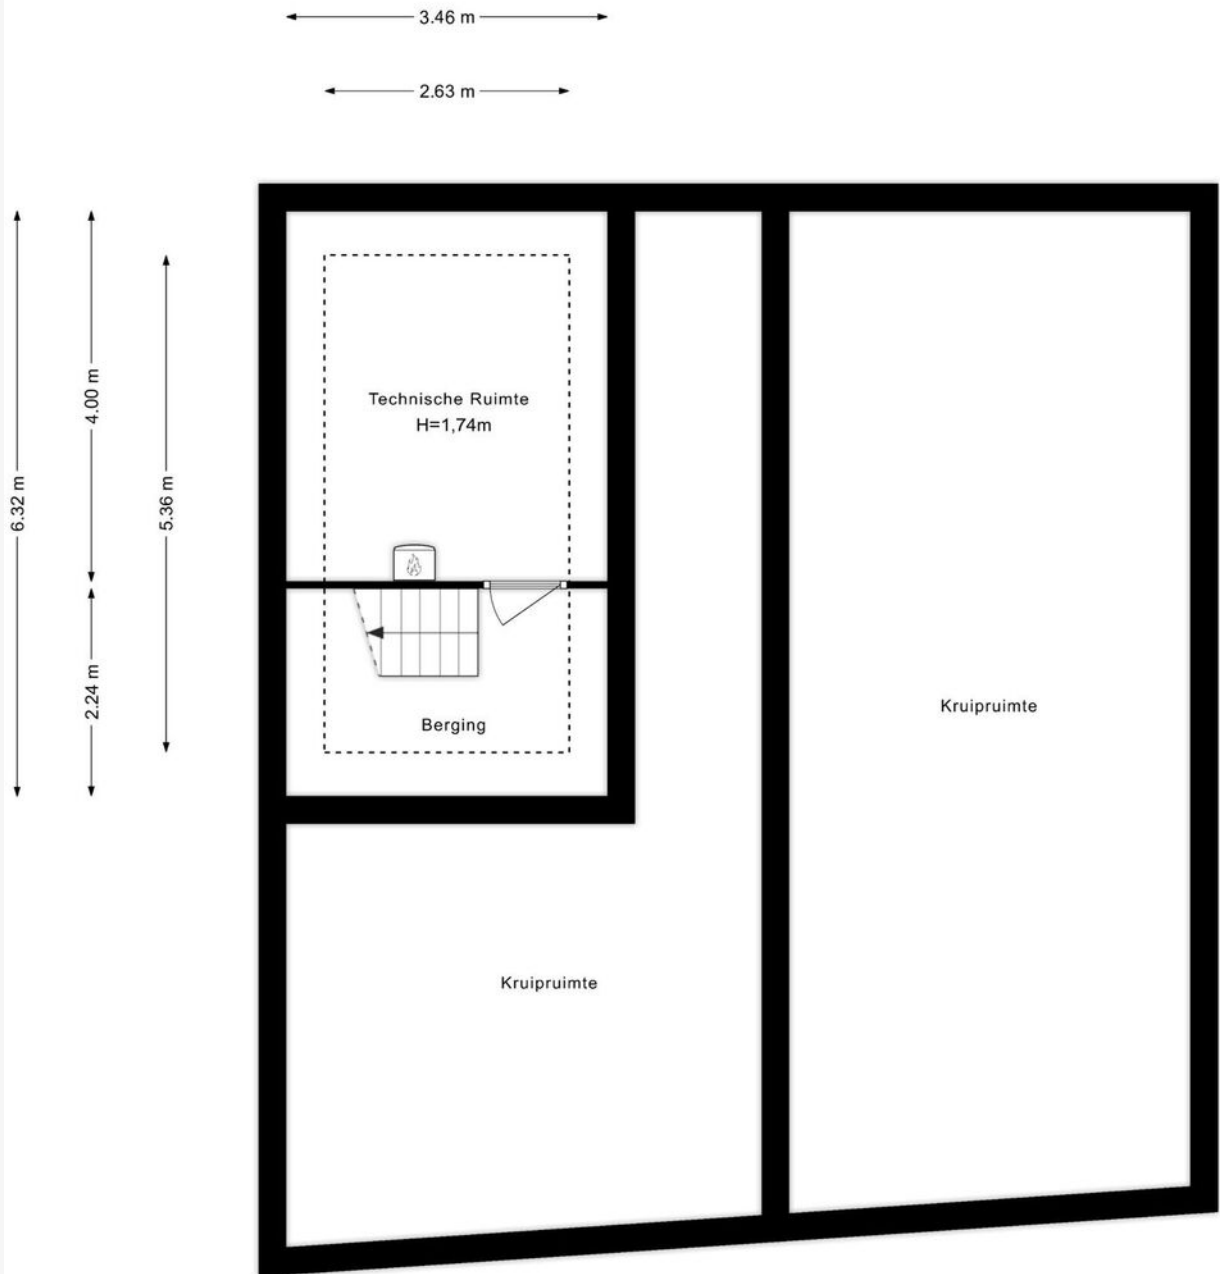 3.46 m
2.63 m
6.32 m
4.00 m
2.24 m
5.36 m
Technische Ruimte
H=1,74m
Berging
Kruipruimte
Kruipruimte